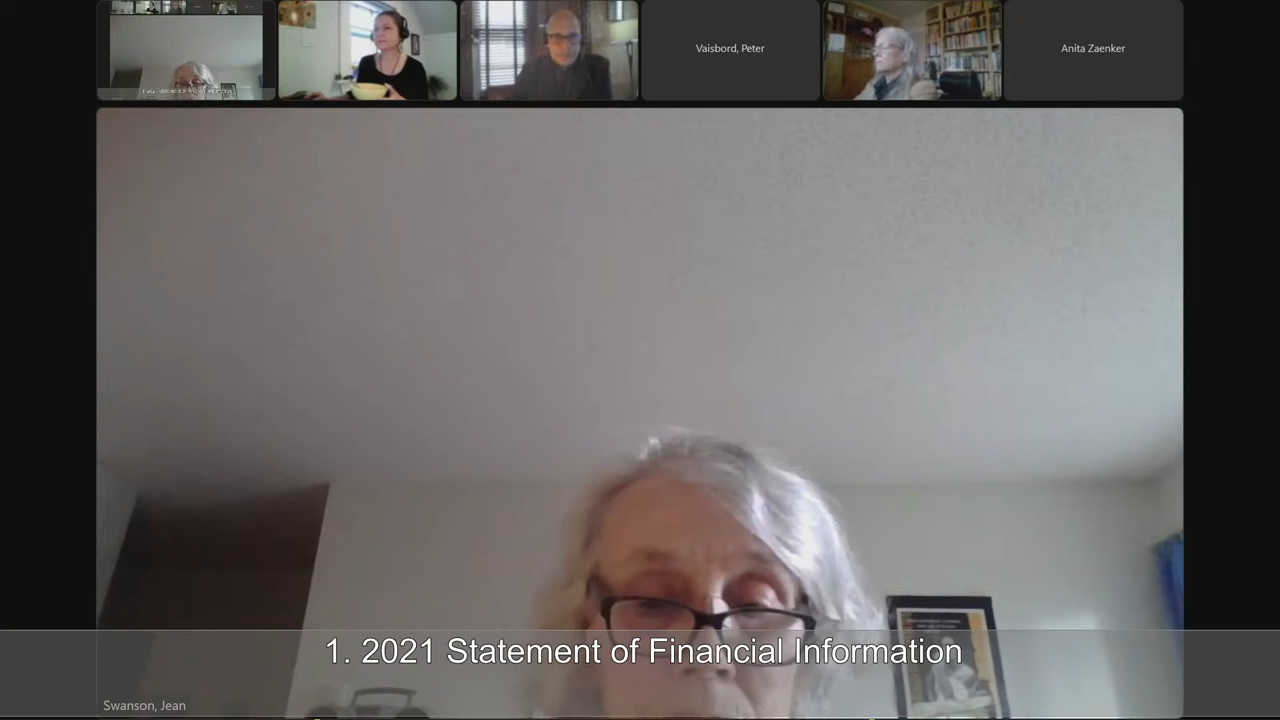 Vaisbord, Peter
Anita Zaenker
1. 2021 Statement of Financial Information
Swanson, Jean